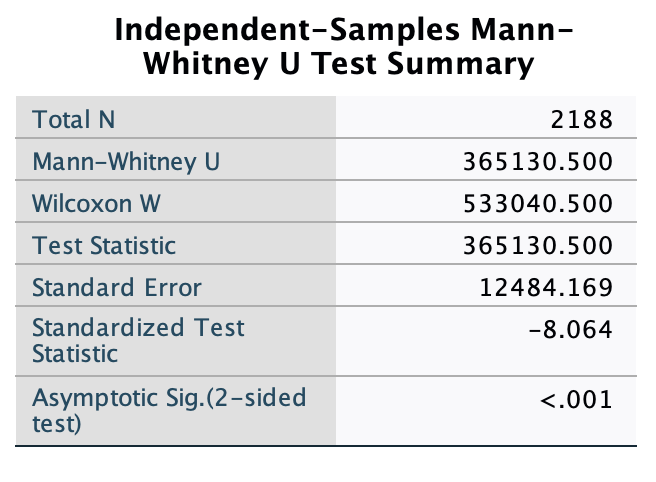 Independent-Samples Mann-
Whitney U Test Summary
Total N 2188
Mann-Whitney U 365130.500
Wilcoxon W 533040.500
Test Statistic 365130.500
Standard Error 12484.169
Standardized Test
Statistic -8.064
Asymptotic Sig.(2-sided
test) <.001